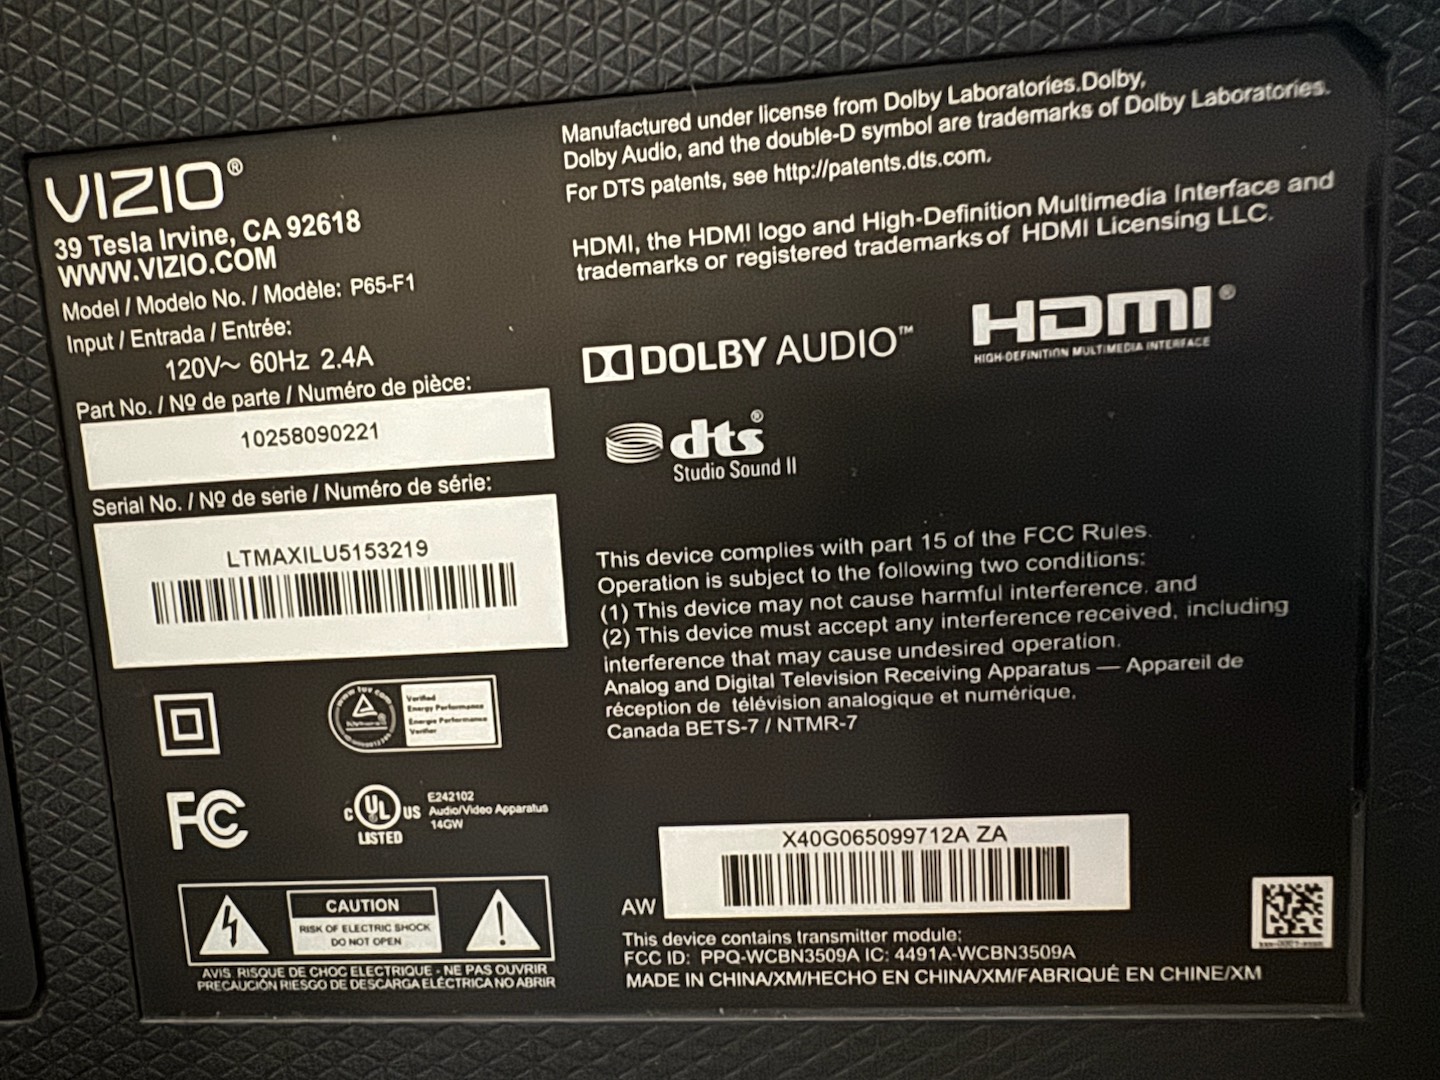 VIZIO®
39 Tesla Irvine, CA 92618
WWW.VIZIO.COM
Model / Modelo No. / Modèle: P65-F1
Input / Entrada / Entrée:
120V~ 60Hz 2.4A
Part No. / Nº de parte / Numéro de pièce:
10258090221
Serial No. / Nº de serie / Numéro de série:
LTMAXILU5153219
Verified
Energy Performance
Energie Performance
Verifier
FC
C UL US
LISTED
E242102
Audio/Video Apparatus
14GW
CAUTION
RISK OF ELECTRIC SHOCK
DO NOT OPEN
AVIS RISQUE DE CHOC ELECTRIQUE - NE PAS OUVRIR
PRECAUCIÓN RIESGO DE DESCARGA ELÉCTRICA NO ABRIR
Manufactured under license from Dolby Laboratories.Dolby,
Dolby Audio, and the double-D symbol are trademarks of Dolby Laboratories.
For DTS patents, see http://patents.dts.com.
HDMI, the HDMI logo and High-Definition Multimedia Interface and
trademarks or registered trademarks of HDMI Licensing LLC.
DOLBY AUDIO™
HDMI®
HIGH-DEFINITION MULTIMEDIA INTERFACE
dts®
Studio Sound II
This device complies with part 15 of the FCC Rules.
Operation is subject to the following two conditions:
(1) This device may not cause harmful interference, and
(2) This device must accept any interference received, including
interference that may cause undesired operation.
Analog and Digital Television Receiving Apparatus — Appareil de
réception de télévision analogique et numérique,
Canada BETS-7 / NTMR-7
X40G065099712A ZA
AW
This device contains transmitter module:
FCC ID: PPQ-WCBN3509A IC: 4491A-WCBN3509A
MADE IN CHINA/XM/HECHO EN CHINA/XM/FABRIQUÉ EN CHINE/XM